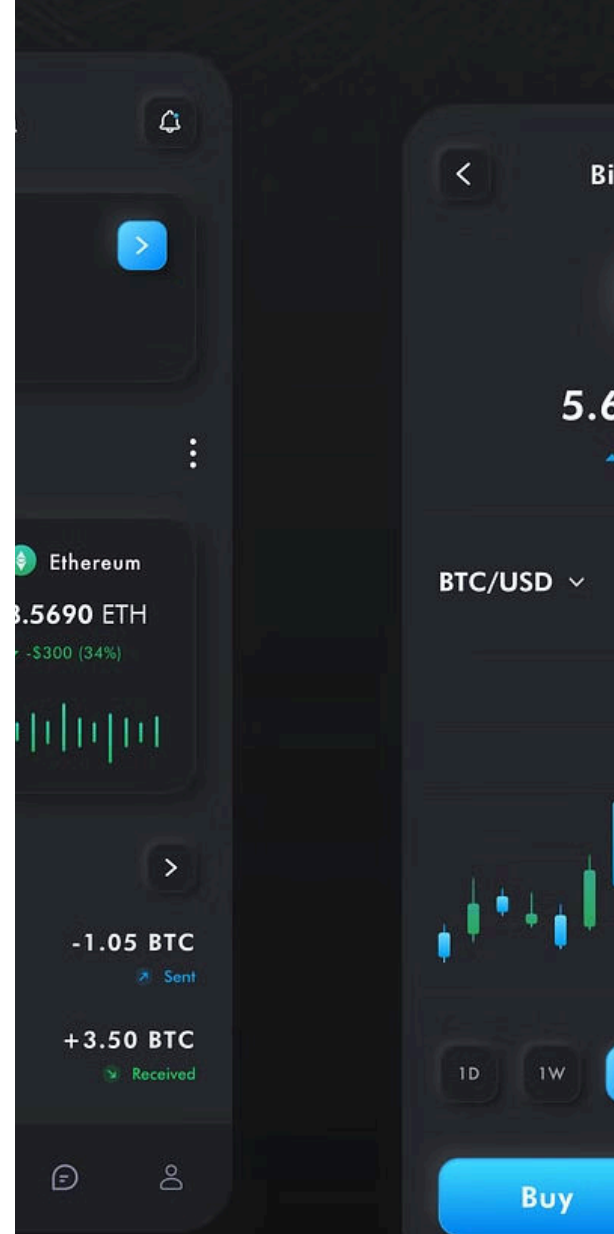 Ethereum
.5690 ETH
-$300 (34%)
-1.05 BTC
Sent
+3.50 BTC
Received
Bi
5.6
BTC/USD
1D
1W
Buy